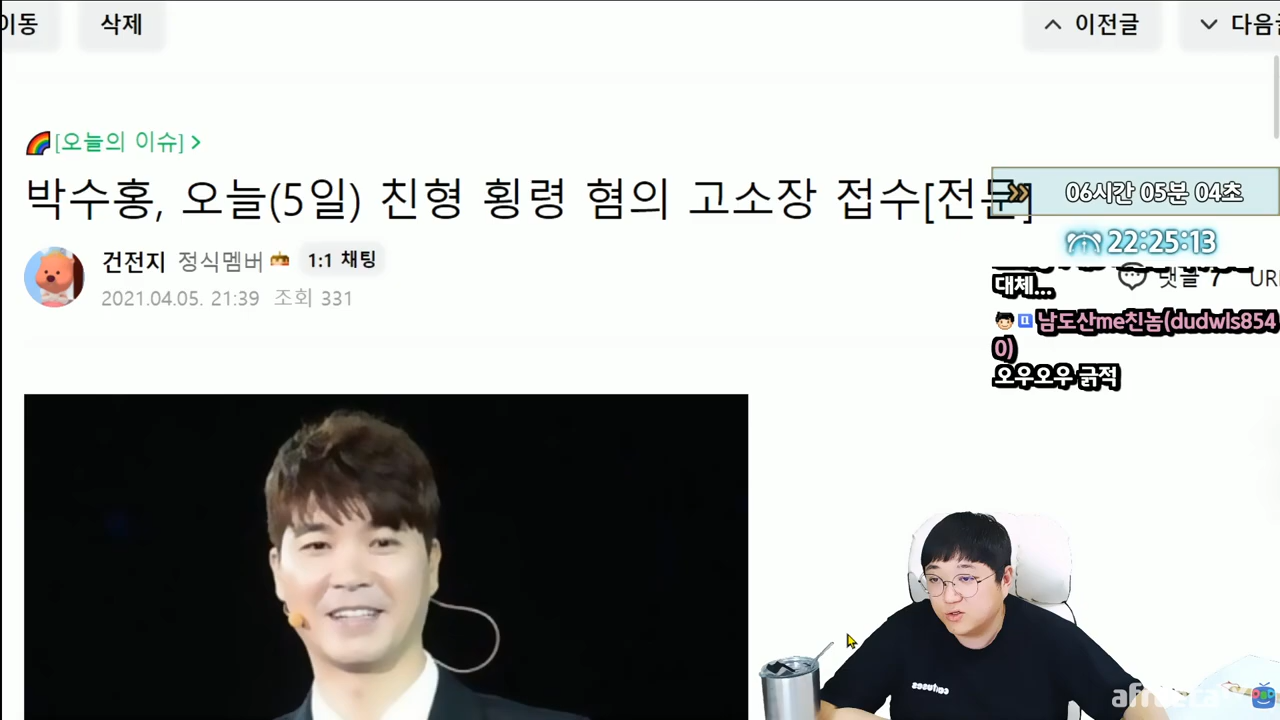 이동
삭제
이전글
다음글
[오늘의 이슈] >
박수홍, 오늘(5일) 친형 횡령 혐의 고소장 접수[전문]
06시간 05분 04초
22:25:13
건전지 정식멤버 1:1 채팅
2021.04.05. 21:39 조회 331
댓글 7 URL
대체...
남도산me친놈(dudwls854
0)
오우오우 긁적